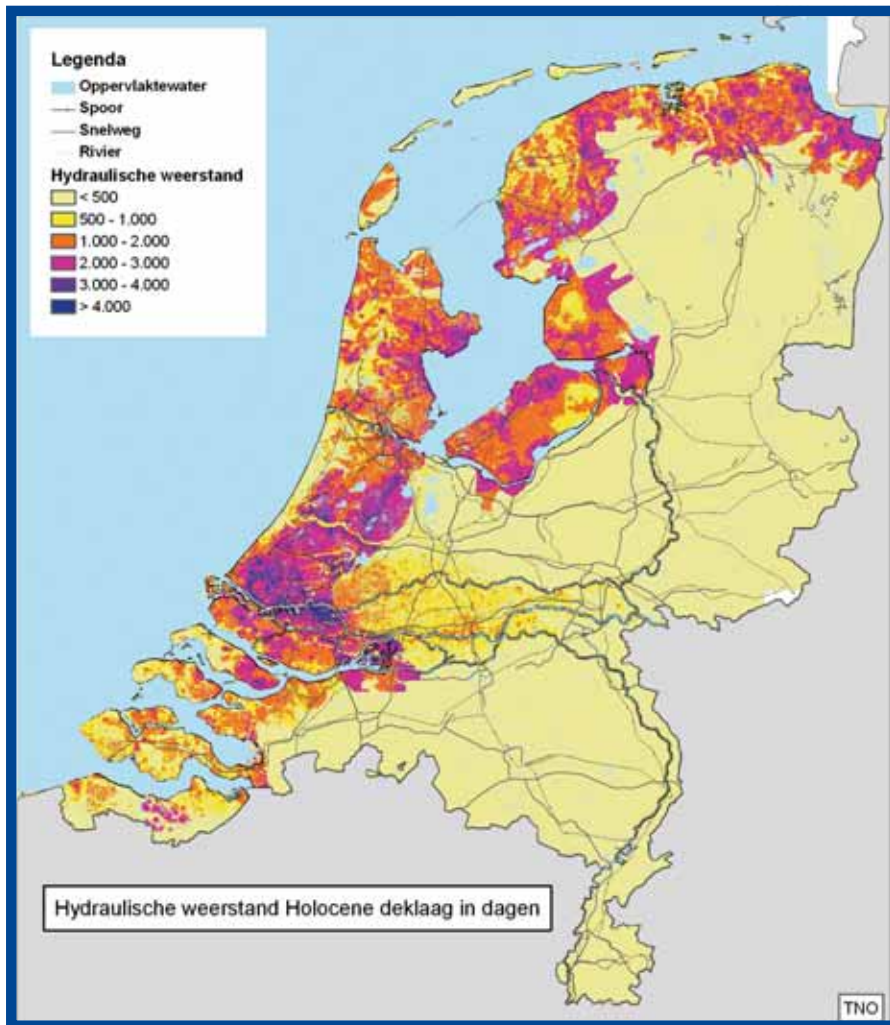 Legenda
Oppervlaktewater
Spoor
Snelweg
Rivier
Hydraulische weerstand
< 500
500 - 1.000
1.000 - 2.000
2.000 - 3.000
3.000 - 4.000
> 4.000
Hydraulische weerstand Holocene deklaag in dagen
TNO